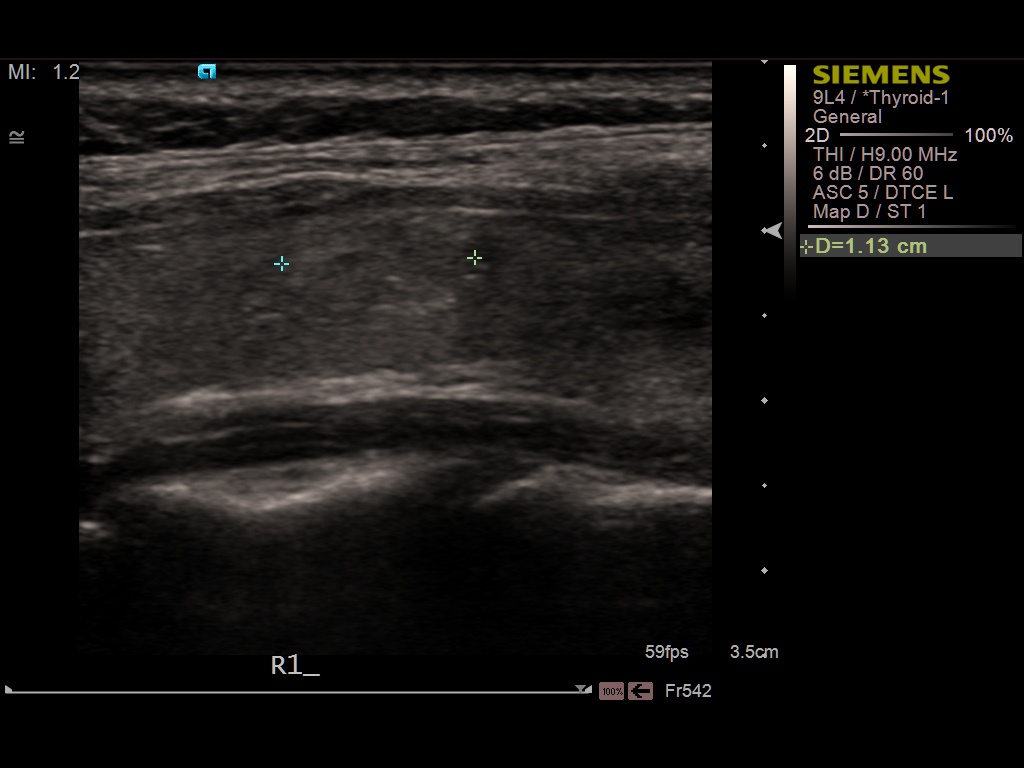 MI: 1.2
SIEMENS
9L4 / *Thyroid-1
General
2D 100%
THI / H9.00 MHz
6 dB / DR 60
ASC 5 / DTCE L
Map D / ST 1
D=1.13 cm
59fps 3.5cm
R1_
100% Fr542